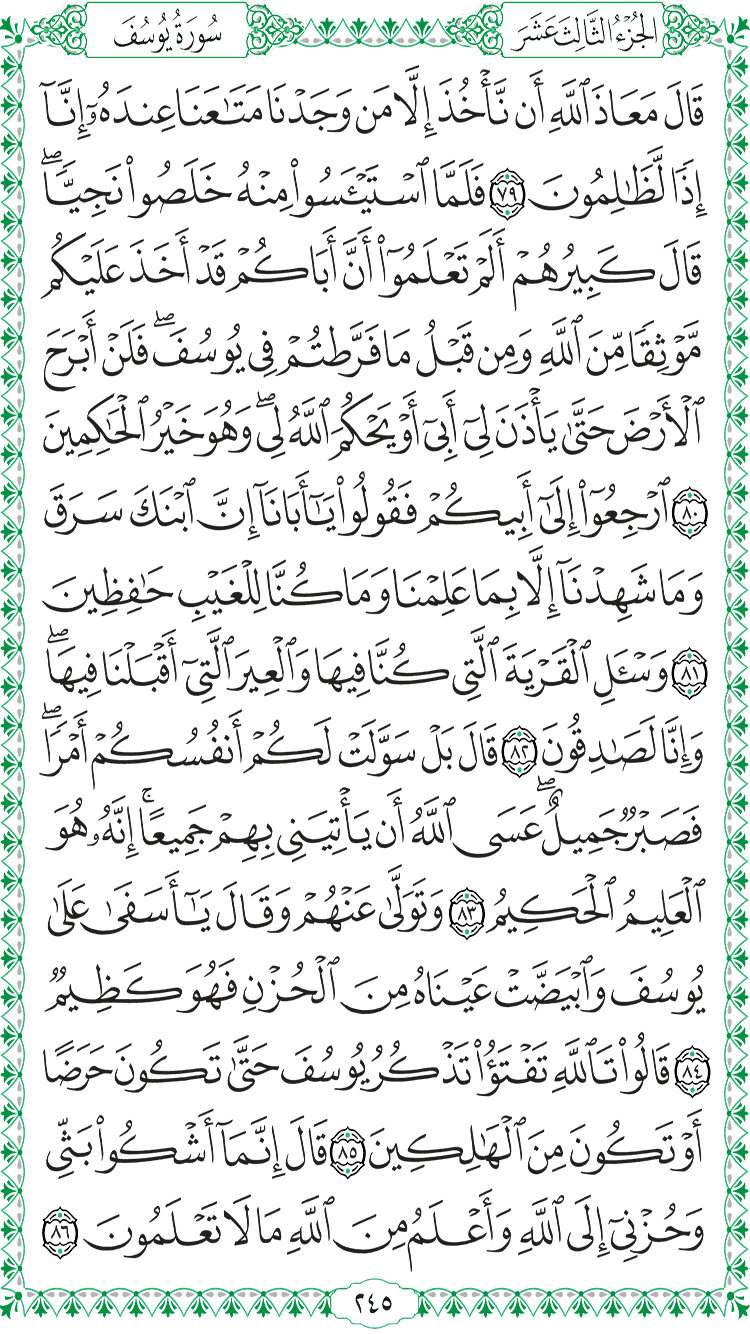 الجُزْءُ الثَّالِثَ عَشَرَ
سُورَةُ يُوسُفَ
قَالَ مَعَاذَ ٱللَّهِ أَن نَّأۡخُذَ إِلَّا مَن وَجَدۡنَا مَتَٰعَنَا عِندَهُۥٓ إِنَّآ
إِذٗا لَّظَٰلِمُونَ ٧٩ فَلَمَّا ٱسۡتَيۡـَٔسُواْ مِنۡهُ خَلَصُواْ نَجِيّٗاۖ
قَالَ كَبِيرُهُمۡ أَلَمۡ تَعۡلَمُوٓاْ أَنَّ أَبَاكُمۡ قَدۡ أَخَذَ عَلَيۡكُم
مَّوۡثِقٗا مِّنَ ٱللَّهِ وَمِن قَبۡلُ مَا فَرَّطتُمۡ فِي يُوسُفَۖ فَلَنۡ أَبۡرَحَ
ٱلۡأَرۡضَ حَتَّىٰ يَأۡذَنَ لِيٓ أَبِيٓ أَوۡ يَحۡكُمَ ٱللَّهُ لِيۖ وَهُوَ خَيۡرُ ٱلۡحَٰكِمِينَ
٨٠ ٱرۡجِعُوٓاْ إِلَىٰٓ أَبِيكُمۡ فَقُولُواْ يَٰٓأَبَانَآ إِنَّ ٱبۡنَكَ سَرَقَ
وَمَا شَهِدۡنَآ إِلَّا بِمَا عَلِمۡنَا وَمَا كُنَّا لِلۡغَيۡبِ حَٰفِظِينَ
٨١ وَسۡـَٔلِ ٱلۡقَرۡيَةَ ٱلَّتِي كُنَّا فِيهَا وَٱلۡعِيرَ ٱلَّتِيٓ أَقۡبَلۡنَا فِيهَاۖ
وَإِنَّا لَصَٰدِقُونَ ٨٢ قَالَ بَلۡ سَوَّلَتۡ لَكُمۡ أَنفُسُكُمۡ أَمۡرٗاۖ
فَصَبۡرٞ جَمِيلٌۖ عَسَى ٱللَّهُ أَن يَأۡتِيَنِي بِهِمۡ جَمِيعًاۚ إِنَّهُۥ هُوَ
ٱلۡعَلِيمُ ٱلۡحَكِيمُ ٨٣ وَتَوَلَّىٰ عَنۡهُمۡ وَقَالَ يَٰٓأَسَفَىٰ عَلَىٰ
يُوسُفَ وَٱبۡيَضَّتۡ عَيۡنَاهُ مِنَ ٱلۡحُزۡنِ فَهُوَ كَظِيمٞ
٨٤ قَالُواْ تَٱللَّهِ تَفۡتَؤُاْ تَذۡكُرُ يُوسُفَ حَتَّىٰ تَكُونَ حَرَضًا
أَوۡ تَكُونَ مِنَ ٱلۡهَٰلِكِينَ ٨٥ قَالَ إِنَّمَآ أَشۡكُواْ بَثِّي
وَحُزۡنِيٓ إِلَى ٱللَّهِ وَأَعۡلَمُ مِنَ ٱللَّهِ مَا لَا تَعۡلَمُونَ ٨٦
٢٤٥